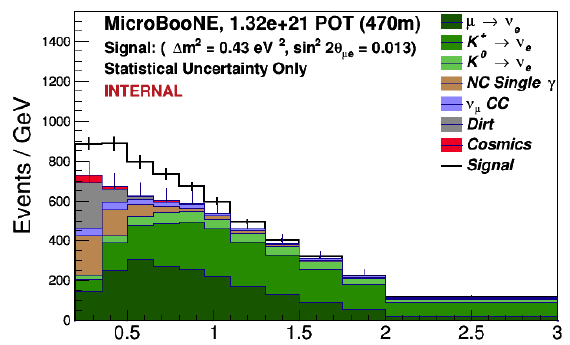 MicroBooNE, 1.32e+21 POT (470m)
Signal: ( Δm² = 0.43 eV ², sin² 2θμe = 0.013)
Statistical Uncertainty Only
INTERNAL
μ → νe
K⁺ → νe
K⁰ → νe
NC Single γ
νμ CC
Dirt
Cosmics
Signal
Events / GeV
1400
1200
1000
800
600
400
200
0
0.5 1 1.5 2 2.5 3